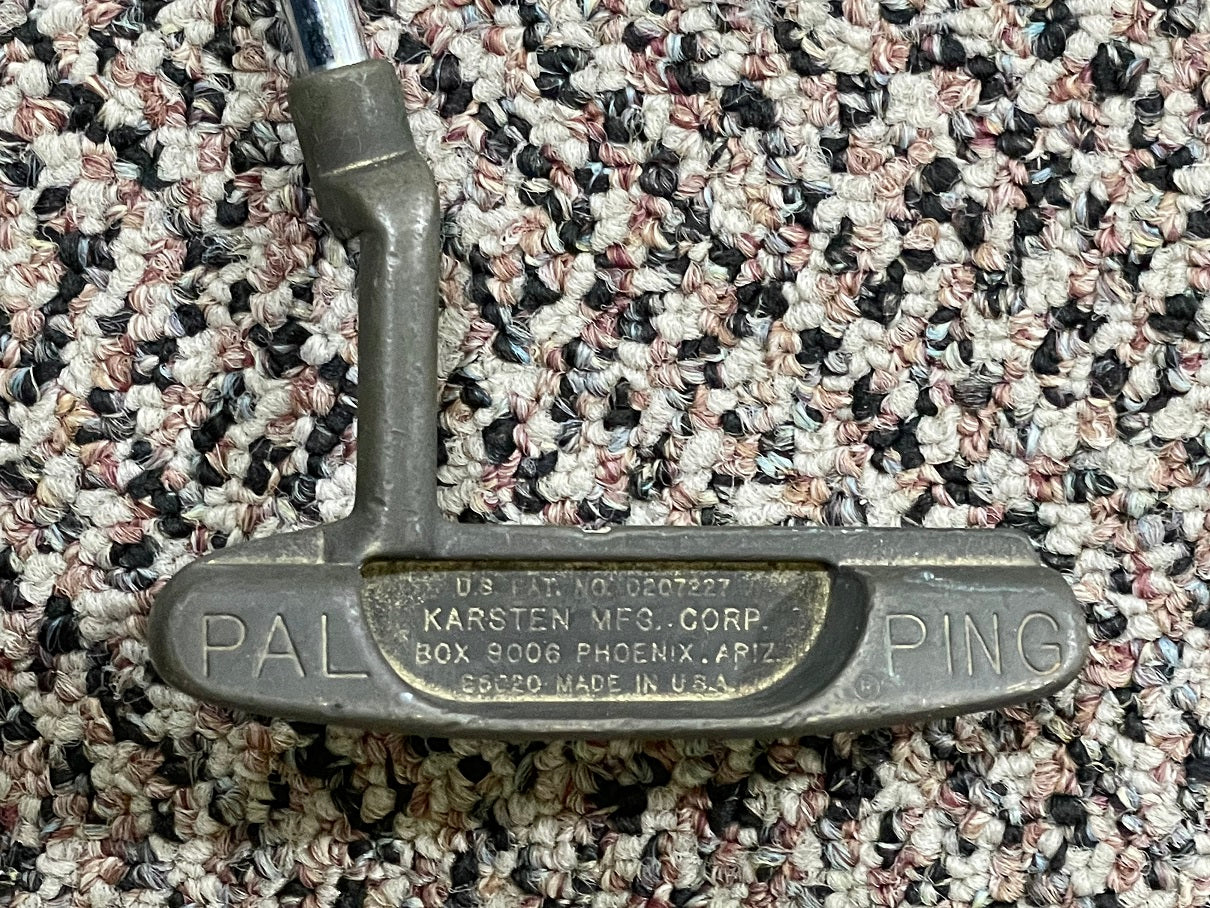 PAL
U.S PAT. NO. D207227
KARSTEN MFG. CORP.
BOX 9006 PHOENIX. ARIZ.
85020 MADE IN U.S.A.
PING
®